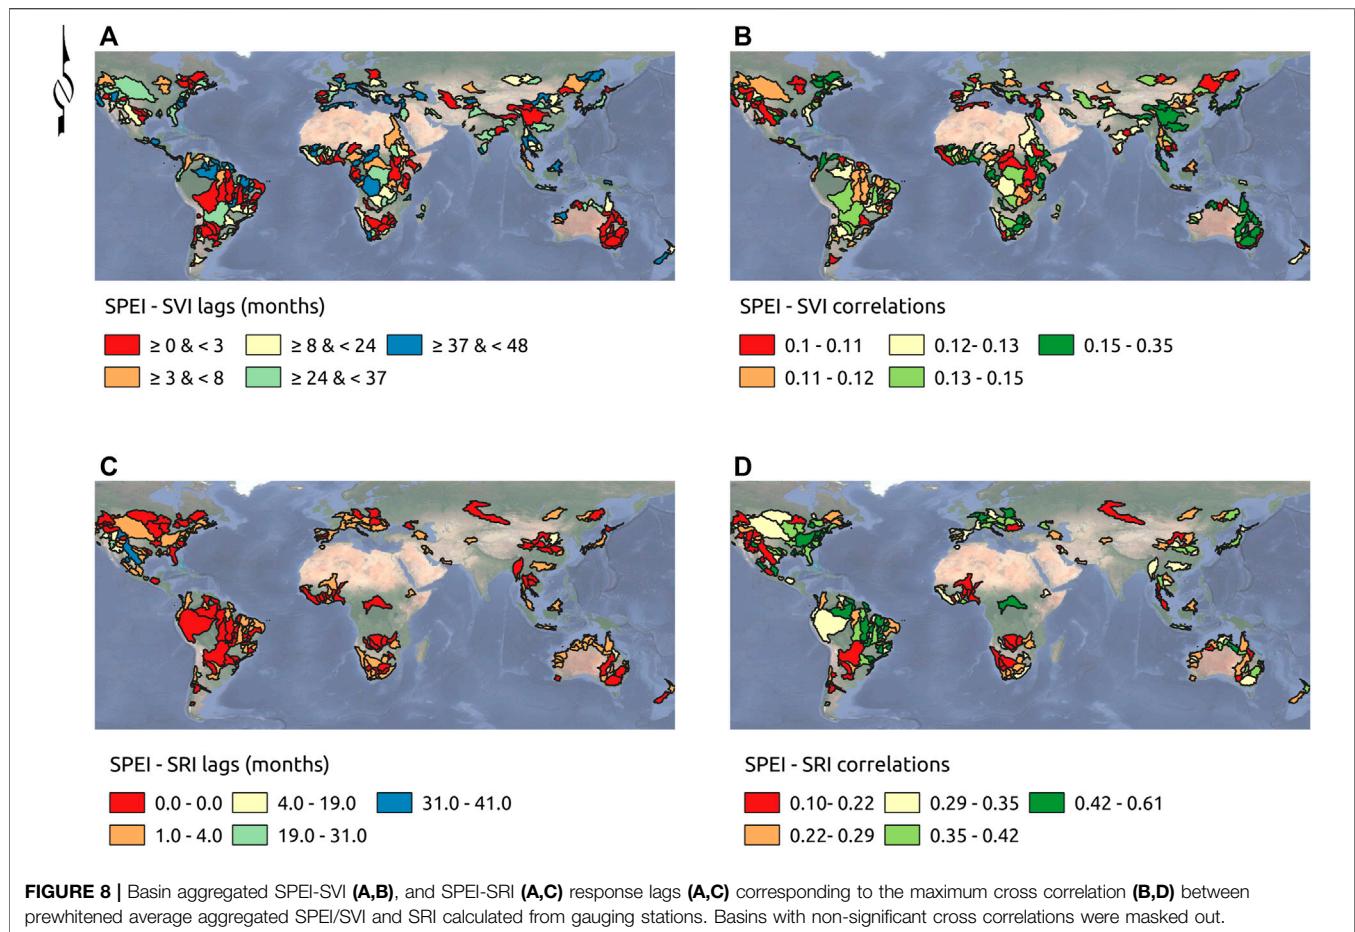 A
B
SPEI - SVI lags (months)
≥ 0 & < 3
≥ 8 & < 24
≥ 37 & < 48
≥ 3 & < 8
≥ 24 & < 37
SPEI - SVI correlations
0.1 - 0.11
0.12- 0.13
0.15 - 0.35
0.11 - 0.12
0.13 - 0.15
C
D
SPEI - SRI lags (months)
0.0 - 0.0
4.0 - 19.0
31.0 - 41.0
1.0 - 4.0
19.0 - 31.0
SPEI - SRI correlations
0.10- 0.22
0.29 - 0.35
0.42 - 0.61
0.22- 0.29
0.35 - 0.42
FIGURE 8 | Basin aggregated SPEI-SVI (A,B), and SPEI-SRI (A,C) response lags (A,C) corresponding to the maximum cross correlation (B,D) between
prewhitened average aggregated SPEI/SVI and SRI calculated from gauging stations. Basins with non-significant cross correlations were masked out.